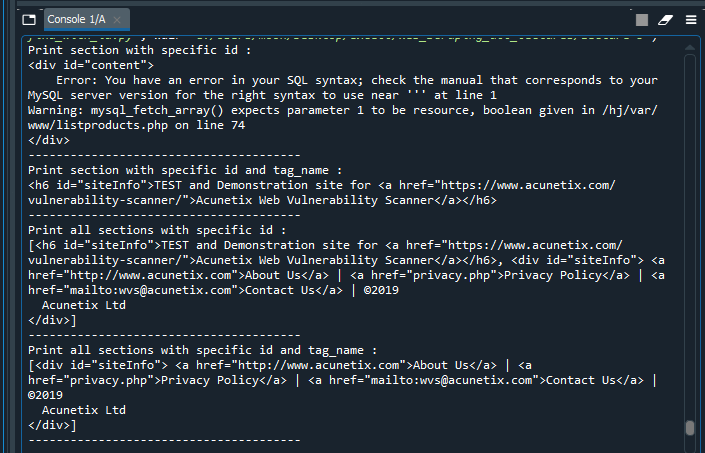 Console 1/A
Print section with specific id :
<div id="content">
    Error: You have an error in your SQL syntax; check the manual that corresponds to your
MySQL server version for the right syntax to use near ''' at line 1
Warning: mysql_fetch_array() expects parameter 1 to be resource, boolean given in /hj/var/
www/listproducts.php on line 74
</div>
---------------------------------------
Print section with specific id and tag_name :
<h6 id="siteInfo">TEST and Demonstration site for <a href="https://www.acunetix.com/
vulnerability-scanner/">Acunetix Web Vulnerability Scanner</a></h6>
---------------------------------------
Print all sections with specific id :
[<h6 id="siteInfo">TEST and Demonstration site for <a href="https://www.acunetix.com/
vulnerability-scanner/">Acunetix Web Vulnerability Scanner</a></h6>, <div id="siteInfo"> <a
href="http://www.acunetix.com">About Us</a> | <a href="privacy.php">Privacy Policy</a> | <a
href="mailto:wvs@acunetix.com">Contact Us</a> | ©2019
  Acunetix Ltd
</div>]
---------------------------------------
Print all sections with specific id and tag_name :
[<div id="siteInfo"> <a href="http://www.acunetix.com">About Us</a> | <a
href="privacy.php">Privacy Policy</a> | <a href="mailto:wvs@acunetix.com">Contact Us</a> |
©2019
  Acunetix Ltd
</div>]
---------------------------------------